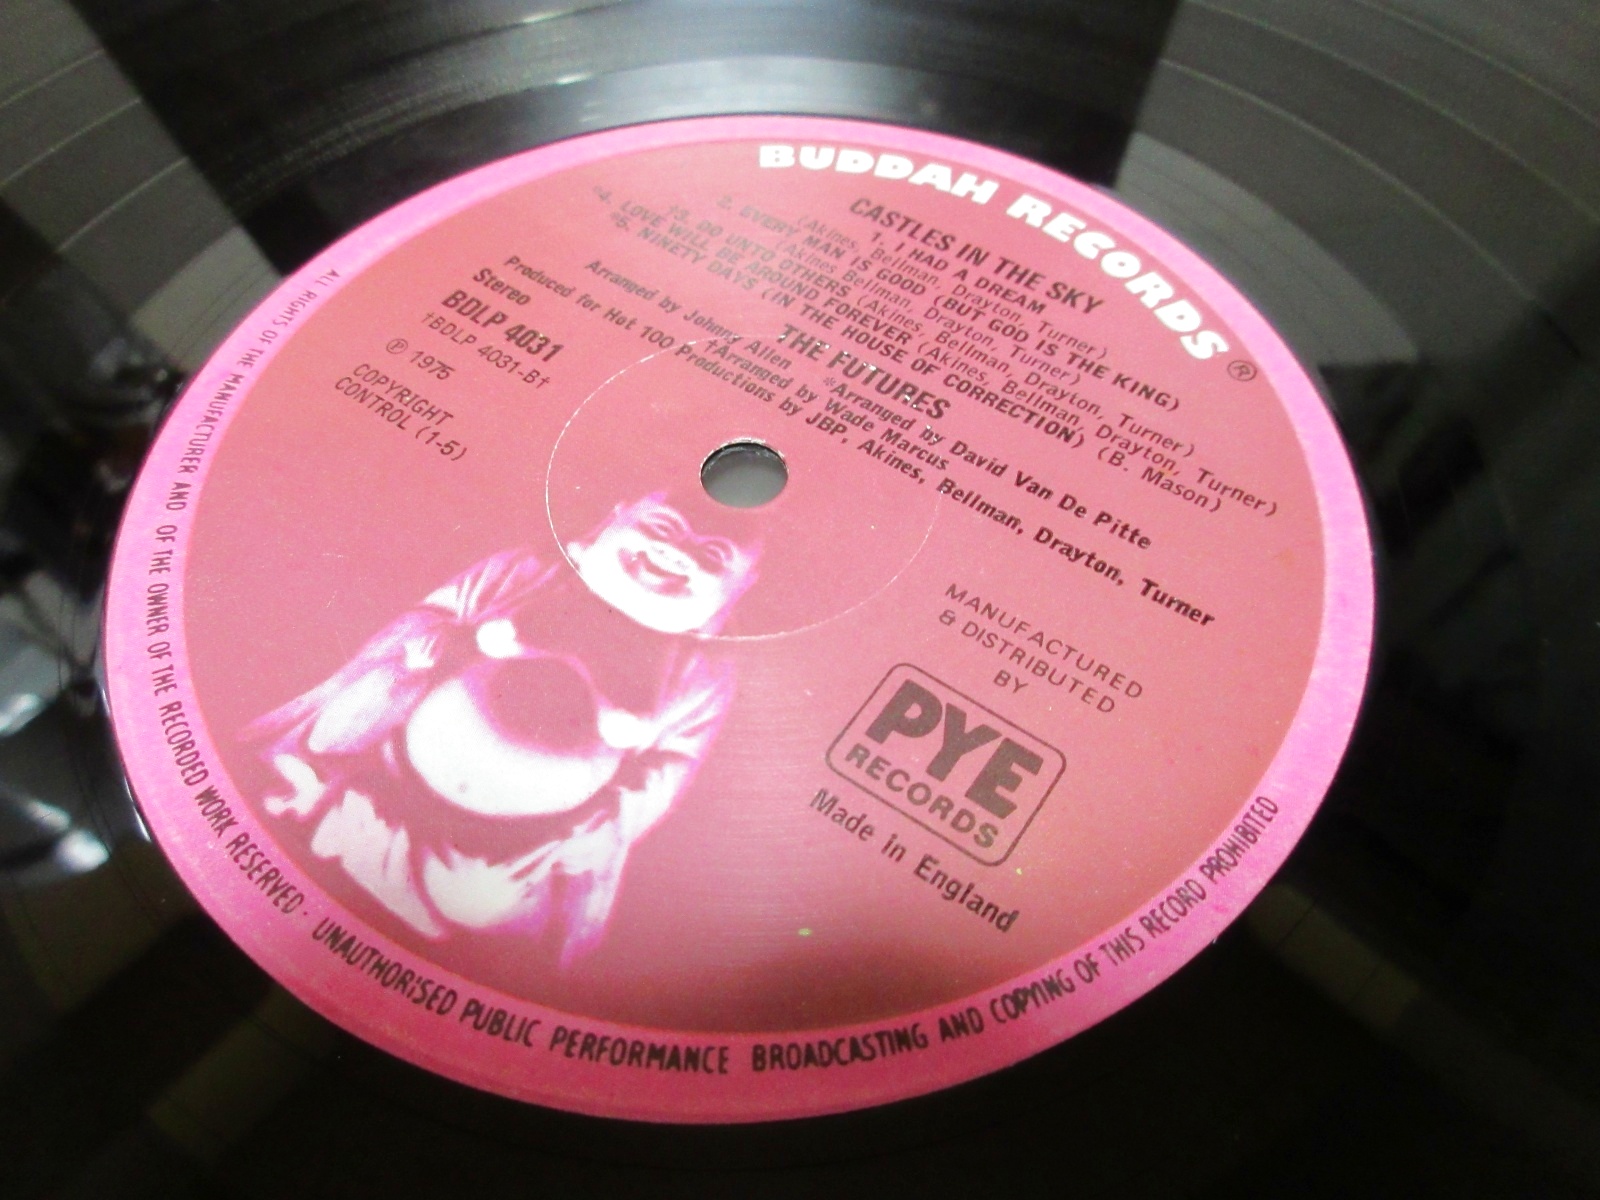 BUDDAH RECORDS ®
CASTLES IN THE SKY
1. I HAD A DREAM
(Akines, Bellman, Drayton, Turner)
2. EVERY MAN IS GOOD (BUT GOD IS THE KING)
(Akines Bellman, Drayton, Turner)
†3. DO UNTO OTHERS (Akines, Bellman, Drayton, Turner)
*4. LOVE WILL BE AROUND FOREVER (Akines, Bellman, Drayton, Turner)
*5. NINETY DAYS (IN THE HOUSE OF CORRECTION) (B. Mason)
THE FUTURES
Arranged by Johnny Allen *Arranged by David Van De Pitte
†Arranged by Wade Marcus
Produced for Hot 100 Productions by JBP, Akines, Bellman, Drayton, Turner
Stereo
BDLP 4031
†BDLP 4031-B†
℗ 1975
COPYRIGHT
CONTROL (1-5)
MANUFACTURED
& DISTRIBUTED
BY
PYE
RECORDS
Made in England
ALL RIGHTS OF THE MANUFACTURER AND OF THE OWNER OF THE RECORDED WORK RESERVED · UNAUTHORISED PUBLIC PERFORMANCE BROADCASTING AND COPYING OF THIS RECORD PROHIBITED